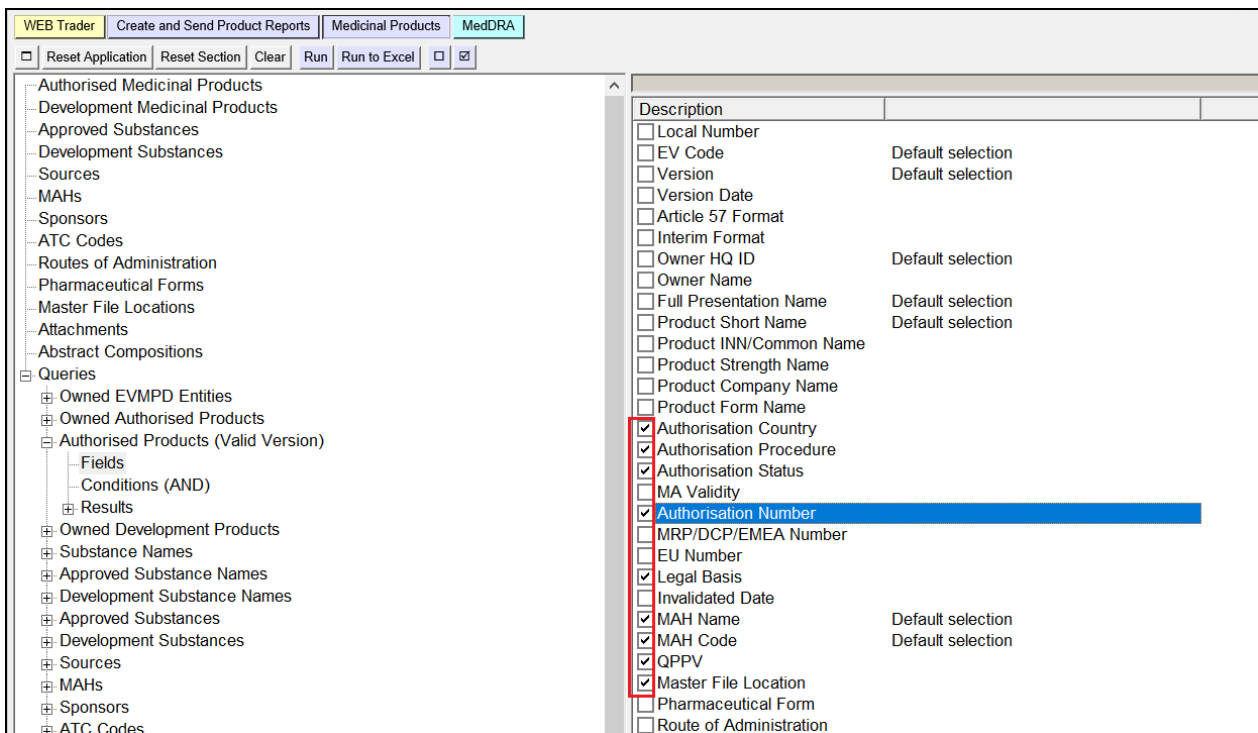 WEB Trader Create and Send Product Reports Medicinal Products MedDRA
Reset Application Reset Section Clear Run Run to Excel
Authorised Medicinal Products
Development Medicinal Products
Approved Substances
Development Substances
Sources
MAHs
Sponsors
ATC Codes
Routes of Administration
Pharmaceutical Forms
Master File Locations
Attachments
Abstract Compositions
Queries
Owned EVMPD Entities
Owned Authorised Products
Authorised Products (Valid Version)
Fields
Conditions (AND)
Results
Owned Development Products
Substance Names
Approved Substance Names
Development Substance Names
Approved Substances
Development Substances
Sources
MAHs
Sponsors
ATC Codes
Description
Local Number
EV Code Default selection
Version Default selection
Version Date
Article 57 Format
Interim Format
Owner HQ ID Default selection
Owner Name
Full Presentation Name Default selection
Product Short Name Default selection
Product INN/Common Name
Product Strength Name
Product Company Name
Product Form Name
Authorisation Country
Authorisation Procedure
Authorisation Status
MA Validity
Authorisation Number
MRP/DCP/EMEA Number
EU Number
Legal Basis
Invalidated Date
MAH Name Default selection
MAH Code Default selection
QPPV
Master File Location
Pharmaceutical Form
Route of Administration